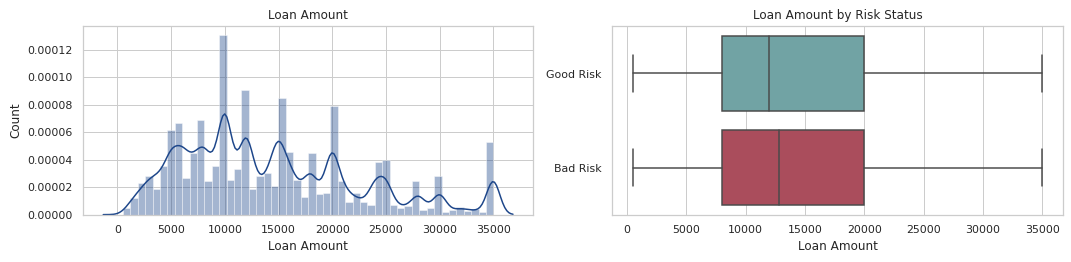 Loan Amount
Count
0.00012
0.00010
0.00008
0.00006
0.00004
0.00002
0.00000
0 5000 10000 15000 20000 25000 30000 35000
Loan Amount
Loan Amount by Risk Status
Good Risk
Bad Risk
0 5000 10000 15000 20000 25000 30000 35000
Loan Amount